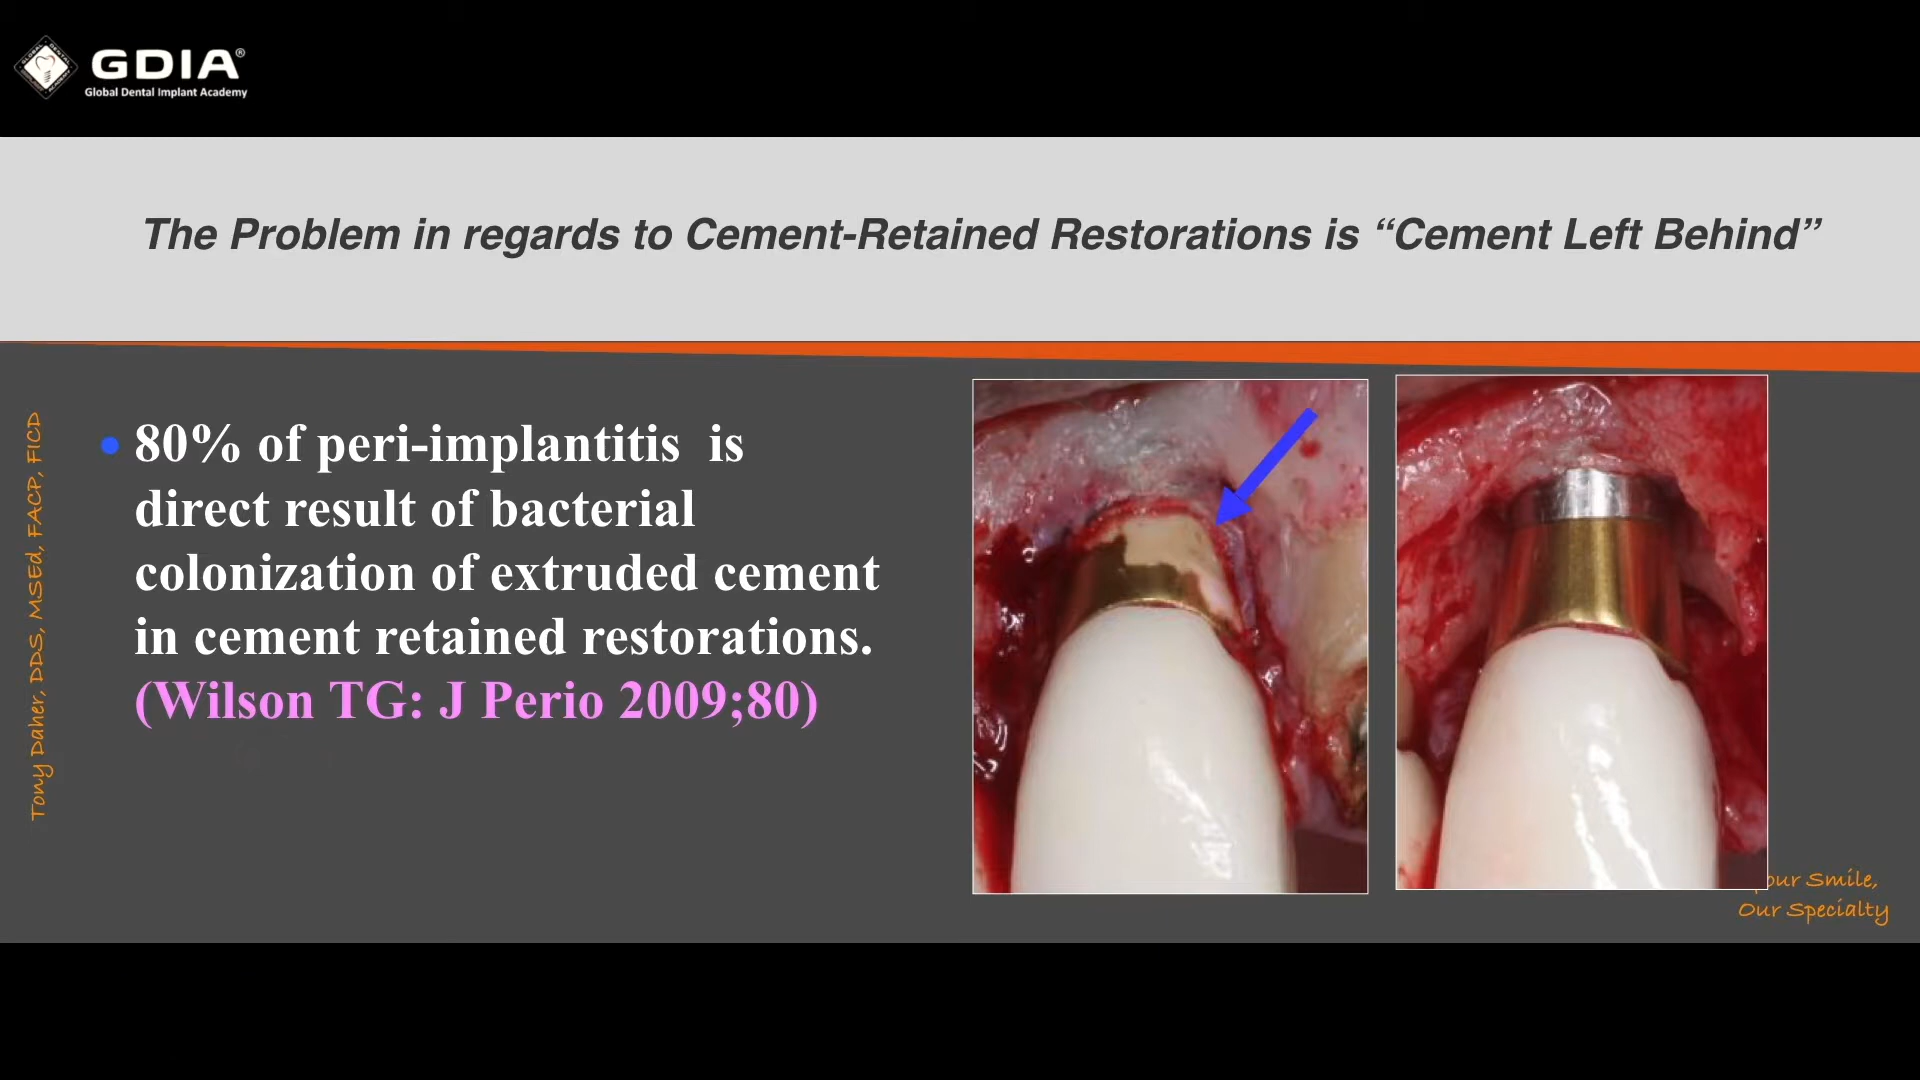 GDIA®
Global Dental Implant Academy
The Problem in regards to Cement-Retained Restorations is “Cement Left Behind”
• 80% of peri-implantitis is
direct result of bacterial
colonization of extruded cement
in cement retained restorations.
(Wilson TG: J Perio 2009;80)
Tony Daher, DDS, MSEd, FACP, FICD
our Smile,
Our Specialty